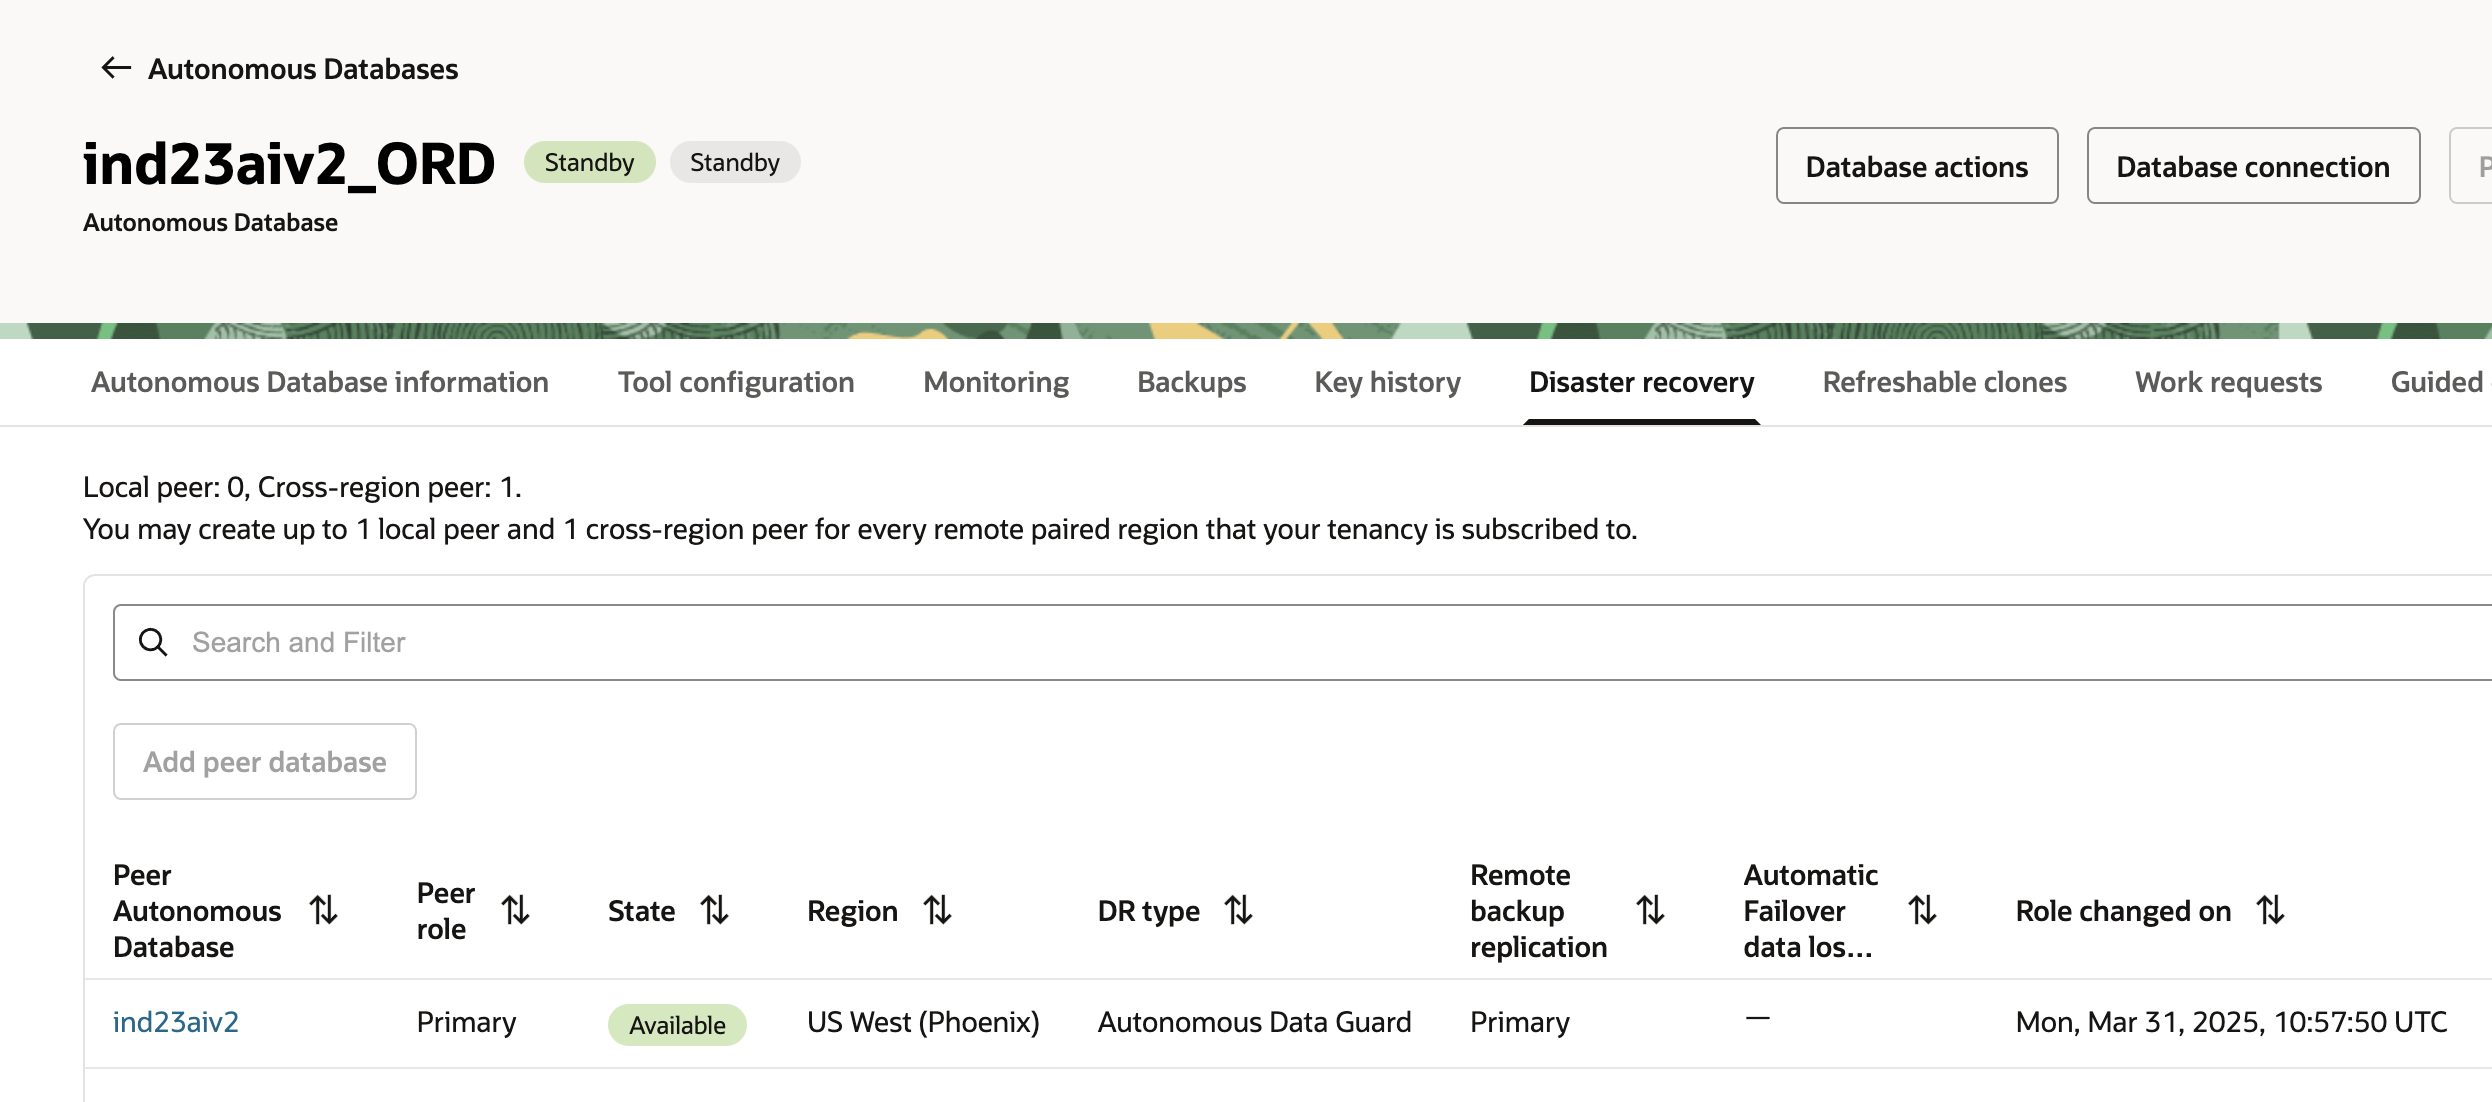 Autonomous Databases
ind23aiv2_ORD Standby Standby
Autonomous Database
Database actions Database connection
Autonomous Database information Tool configuration Monitoring Backups Key history Disaster recovery Refreshable clones Work requests Guided
Local peer: 0, Cross-region peer: 1.
You may create up to 1 local peer and 1 cross-region peer for every remote paired region that your tenancy is subscribed to.
Search and Filter
Add peer database
Peer
Autonomous
Database
Peer
role
State
Region
DR type
Remote
backup
replication
Automatic
Failover
data los...
Role changed on
ind23aiv2 Primary Available US West (Phoenix) Autonomous Data Guard Primary — Mon, Mar 31, 2025, 10:57:50 UTC